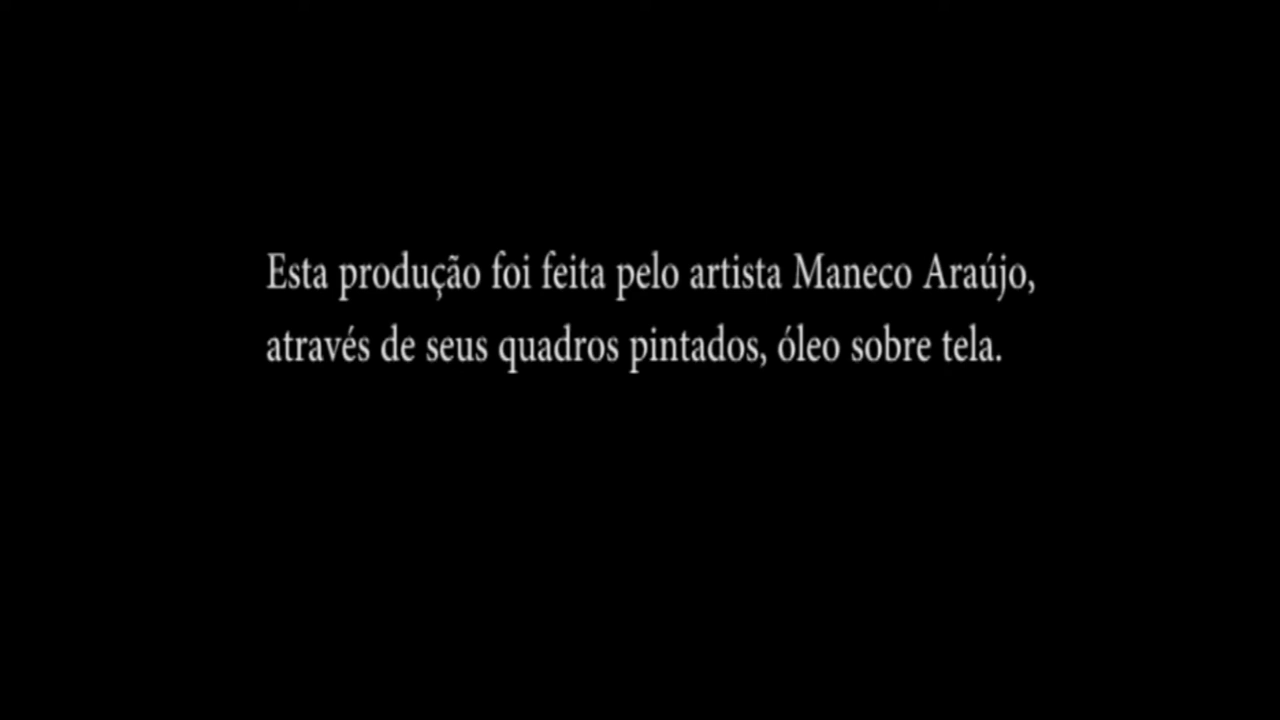 Esta produção foi feita pelo artista Maneco Araújo,
através de seus quadros pintados, óleo sobre tela.